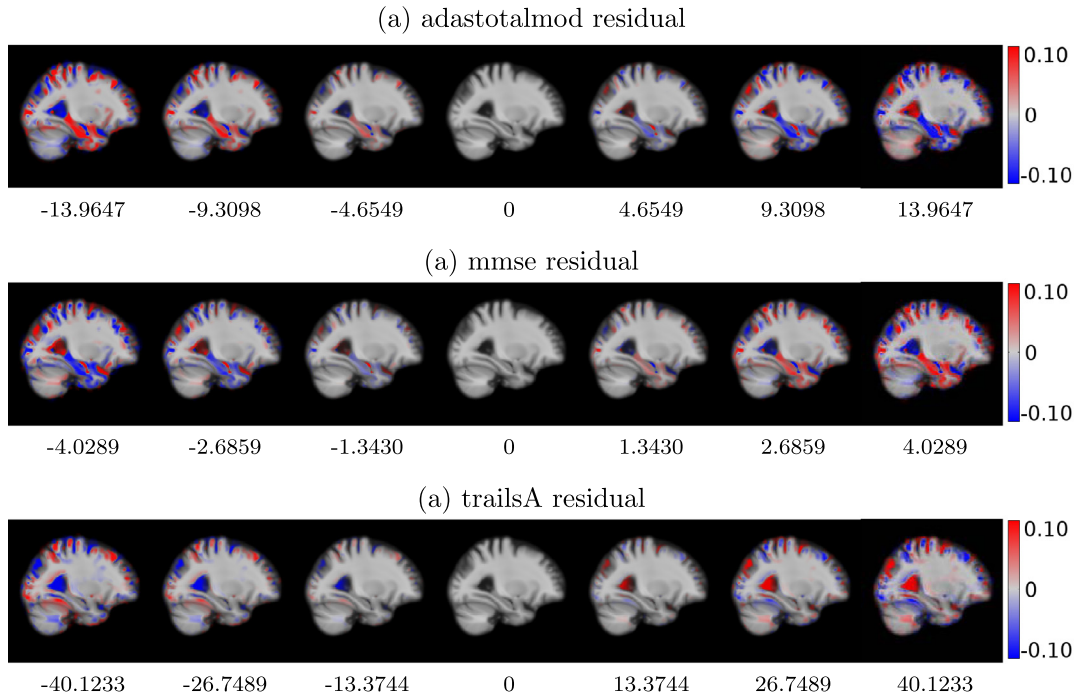 (a) adastotalmod residual
0.10
0
-0.10
-13.9647 -9.3098 -4.6549 0 4.6549 9.3098 13.9647
(a) mmse residual
0.10
0
-0.10
-4.0289 -2.6859 -1.3430 0 1.3430 2.6859 4.0289
(a) trailsA residual
0.10
0
-0.10
-40.1233 -26.7489 -13.3744 0 13.3744 26.7489 40.1233